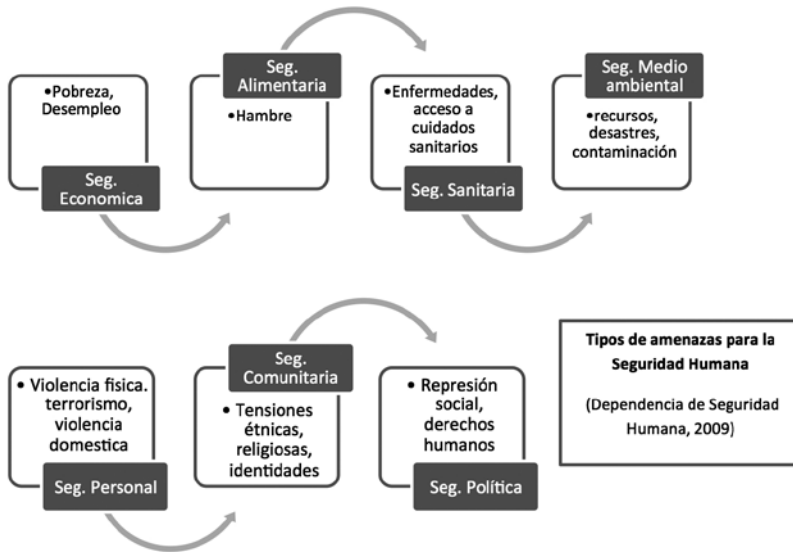 •Pobreza,
Desempleo
Seg.
Economica
Seg.
Alimentaria
•Hambre
•Enfermedades,
acceso a
cuidados
sanitarios
Seg. Sanitaria
Seg. Medio
ambiental
•recursos,
desastres,
contaminación
• Violencia fisica.
terrorismo,
violencia
domestica
Seg. Personal
Seg.
Comunitaria
• Tensiones
étnicas,
religiosas,
identidades
• Represión
social,
derechos
humanos
Seg. Política
Tipos de amenazas para la
Seguridad Humana
(Dependencia de Seguridad
Humana, 2009)